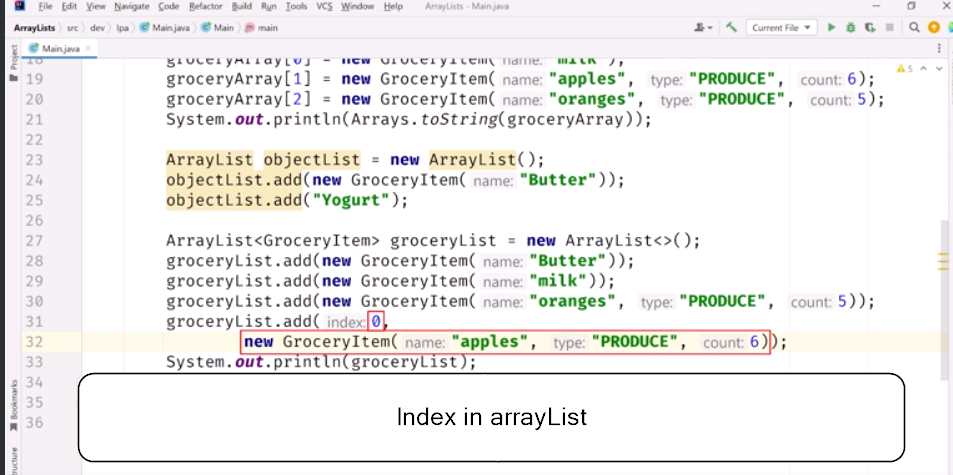 File Edit View Navigate Code Refactor Build Run Tools VCS Window Help ArrayLists - Main.java
ArrayLists src dev lpa Main.java Main main Current File
Main.java
Project
18 groceryArray[0] = new GroceryItem( name: "milk");
19 groceryArray[1] = new GroceryItem( name: "apples", type: "PRODUCE", count: 6);
5
20 groceryArray[2] = new GroceryItem( name: "oranges", type: "PRODUCE", count: 5);
21 System.out.println(Arrays.toString(groceryArray));
22
23 ArrayList objectList = new ArrayList();
24 objectList.add(new GroceryItem( name: "Butter"));
25 objectList.add("Yogurt");
26
27 ArrayList<GroceryItem> groceryList = new ArrayList<>();
28 groceryList.add(new GroceryItem( name: "Butter"));
29 groceryList.add(new GroceryItem( name: "milk"));
30 groceryList.add(new GroceryItem( name: "oranges", type: "PRODUCE", count: 5));
31 groceryList.add( index: 0,
32 new GroceryItem( name: "apples", type: "PRODUCE", count: 6));
33 System.out.println(groceryList);
34
35
36
Index in arrayList
Bookmarks